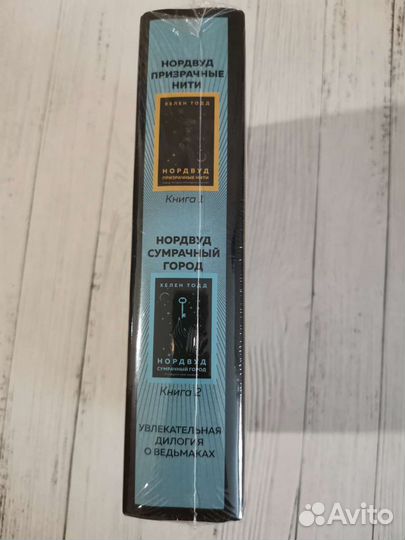 НОРДВУД
ПРИЗРАЧНЫЕ
НИТИ
ХЕЛЕН ТОДД
НОРДВУД
ПРИЗРАЧНЫЕ НИТИ
Книга 1
НОРДВУД
СУМРАЧНЫЙ
ГОРОД
ХЕЛЕН ТОДД
НОРДВУД
СУМРАЧНЫЙ ГОРОД
Книга 2
УВЛЕКАТЕЛЬНАЯ
ДИЛОГИЯ
О ВЕДЬМАКАХ
Avito